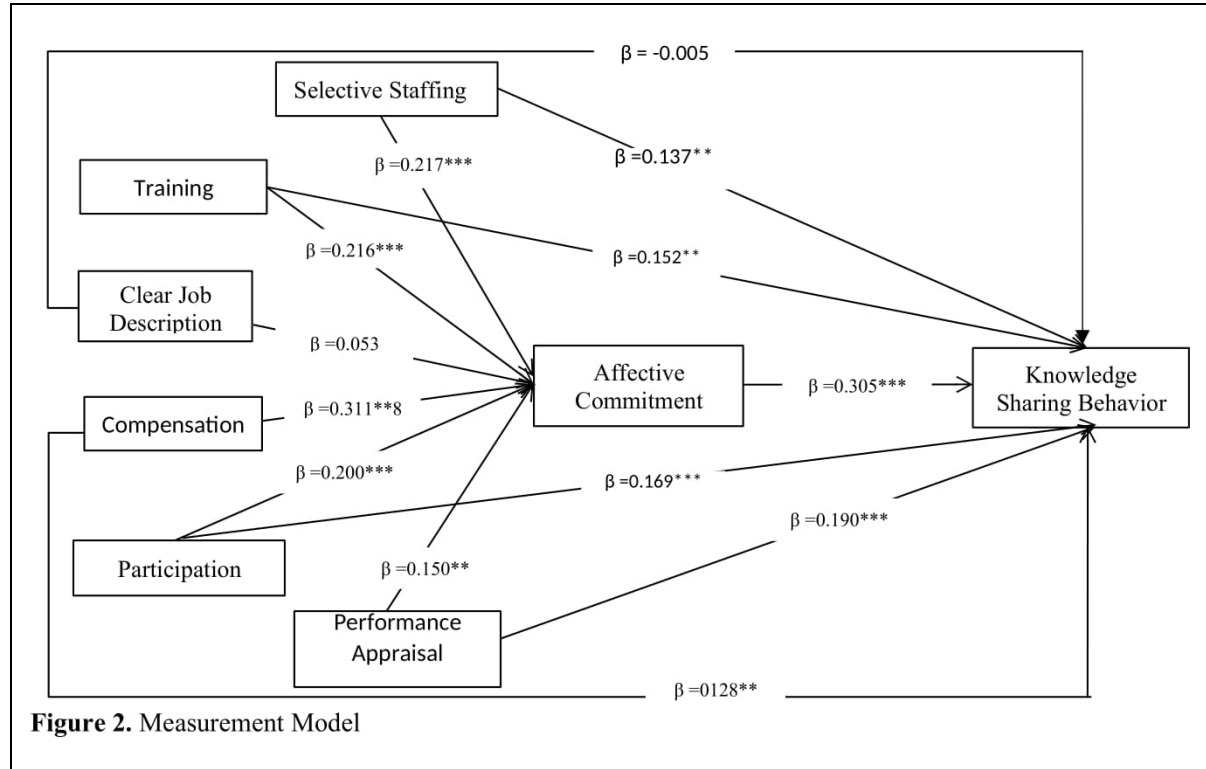 β = -0.005
Selective Staffing
β =0.217***
β =0.137**
Training
β =0.216***
β =0.152**
Clear Job
Description
β =0.053
Affective
Commitment
β =0.305***
Knowledge
Sharing Behavior
Compensation
β =0.311**8
β =0.200***
β =0.169***
β =0.190***
Participation
β =0.150**
Performance
Appraisal
β =0128**
Figure 2. Measurement Model